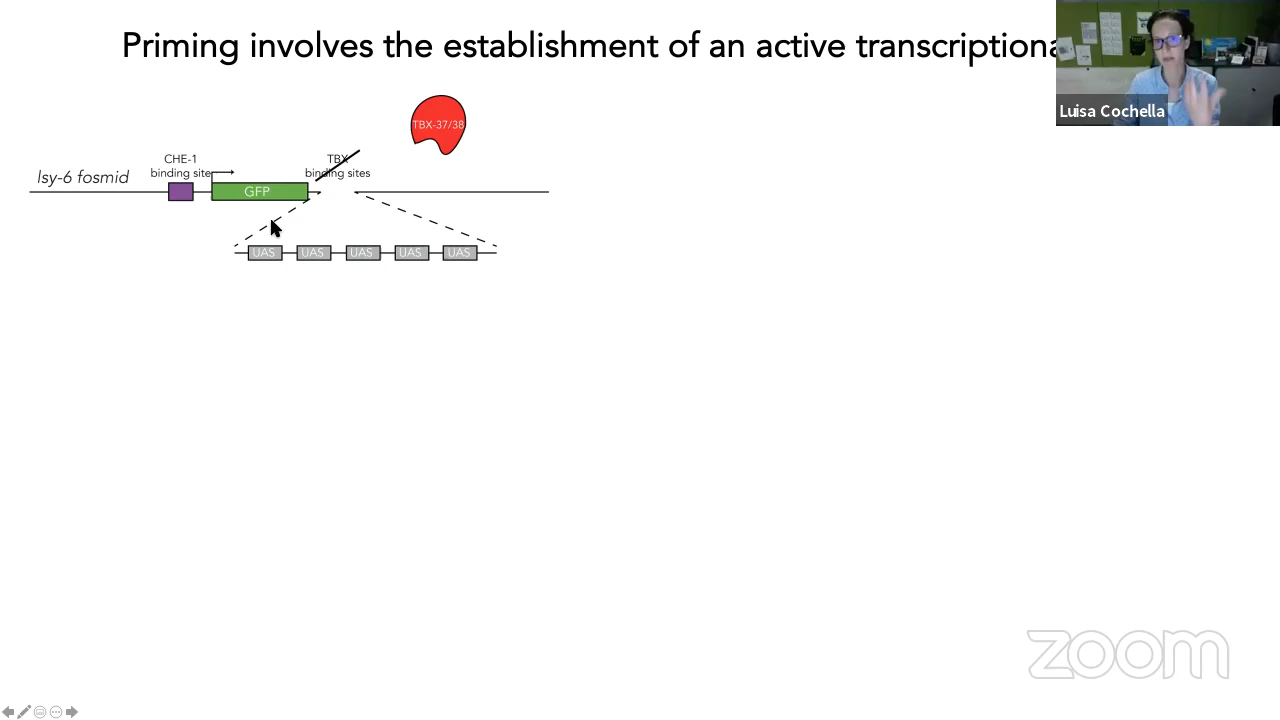 Priming involves the establishment of an active transcriptiona
Luisa Cochella
TBX-37/38
CHE-1
binding site
TBX
binding sites
lsy-6 fosmid
GFP
UAS UAS UAS UAS UAS
zoom